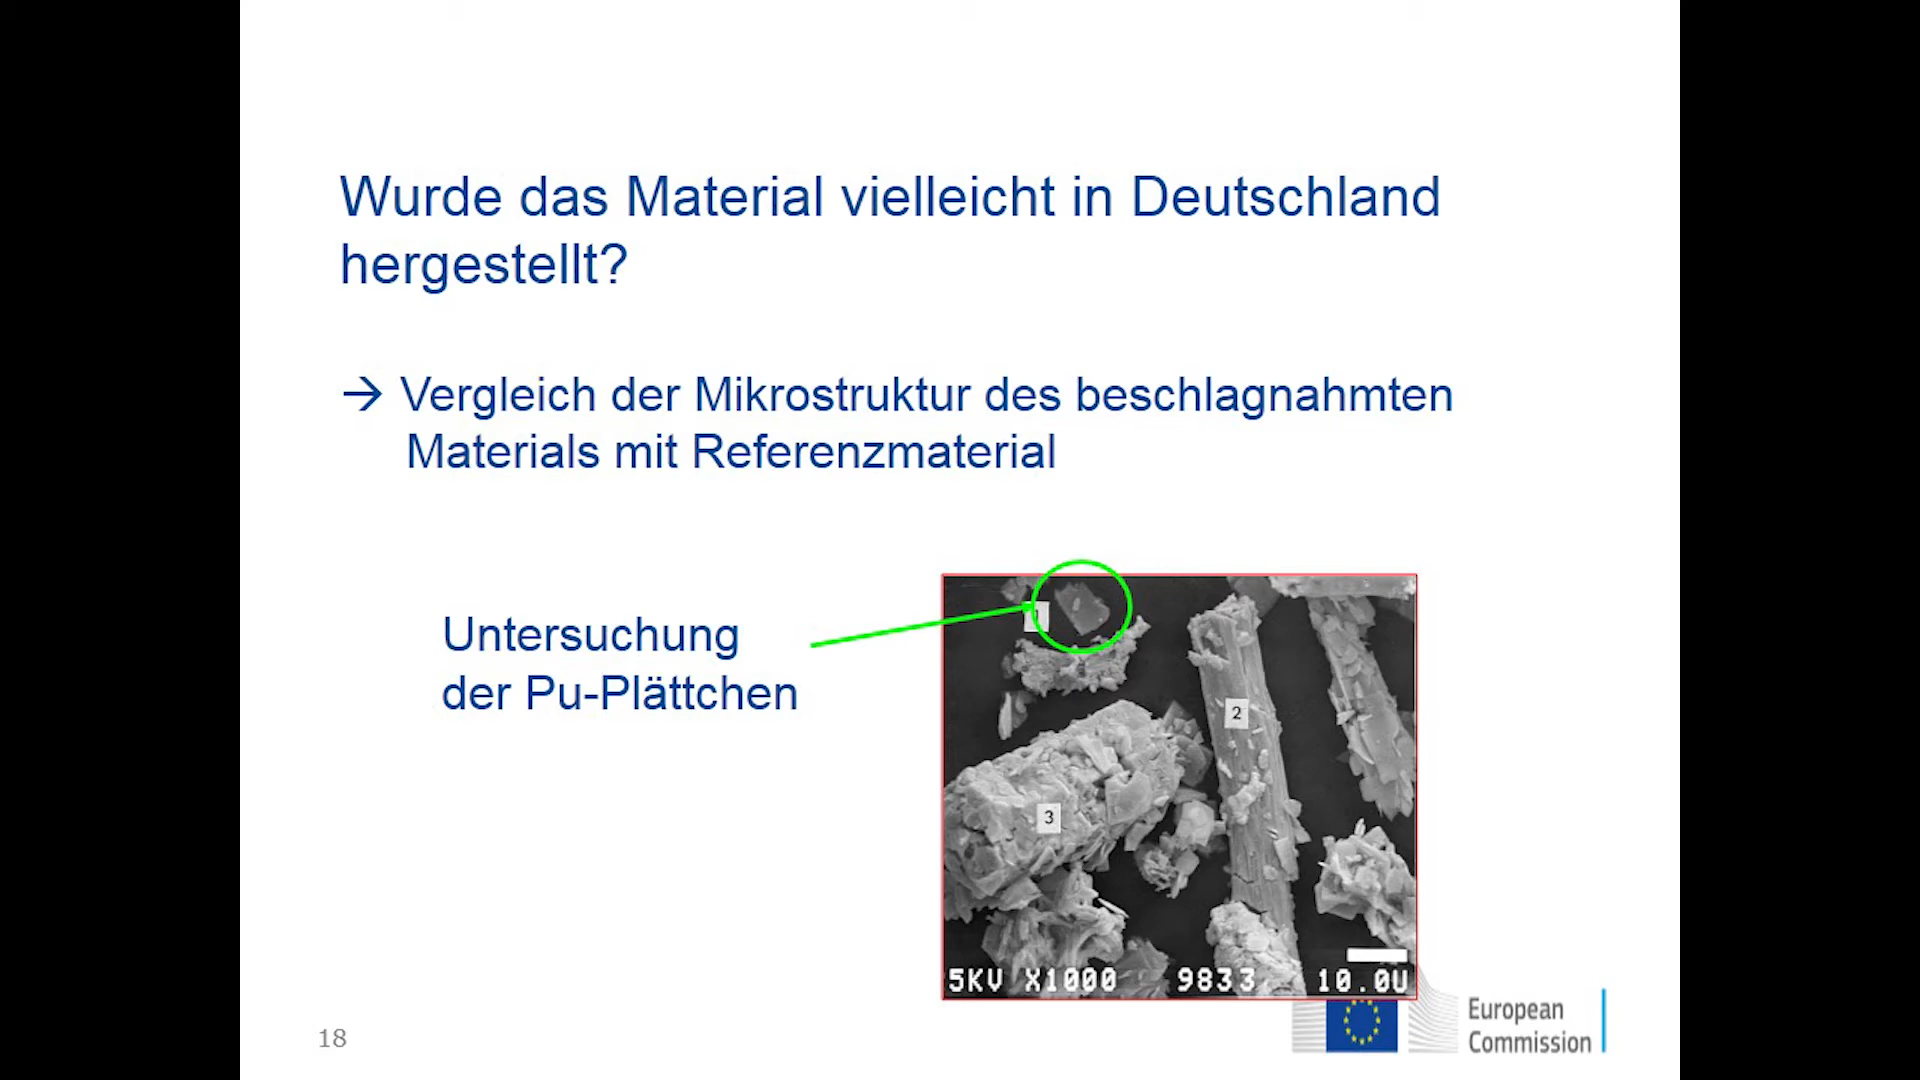 Wurde das Material vielleicht in Deutschland
hergestellt?
→ Vergleich der Mikrostruktur des beschlagnahmten
Materials mit Referenzmaterial
Untersuchung
der Pu-Plättchen
1
2
3
5KV X1000 9833 10.0U
18
European
Commission